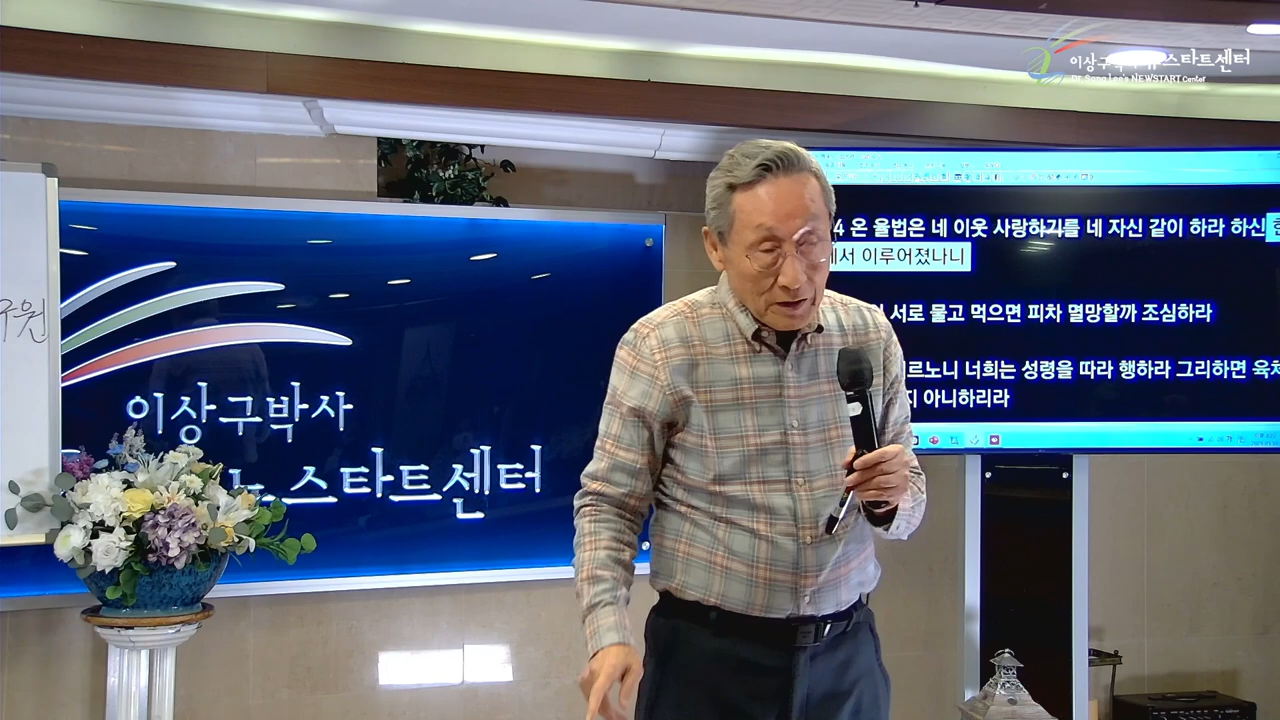 이상구박사 뉴스타트센터
Dr. Sang Lee's NEWSTART Center
구원
이상구박사
뉴스타트센터
4 온 율법은 네 이웃 사랑하기를 네 자신 같이 하라 하신
에서 이루어졌나니
서로 물고 먹으면 피차 멸망할까 조심하라
이르노니 너희는 성령을 따라 행하라 그리하면 육체
지 아니하리라